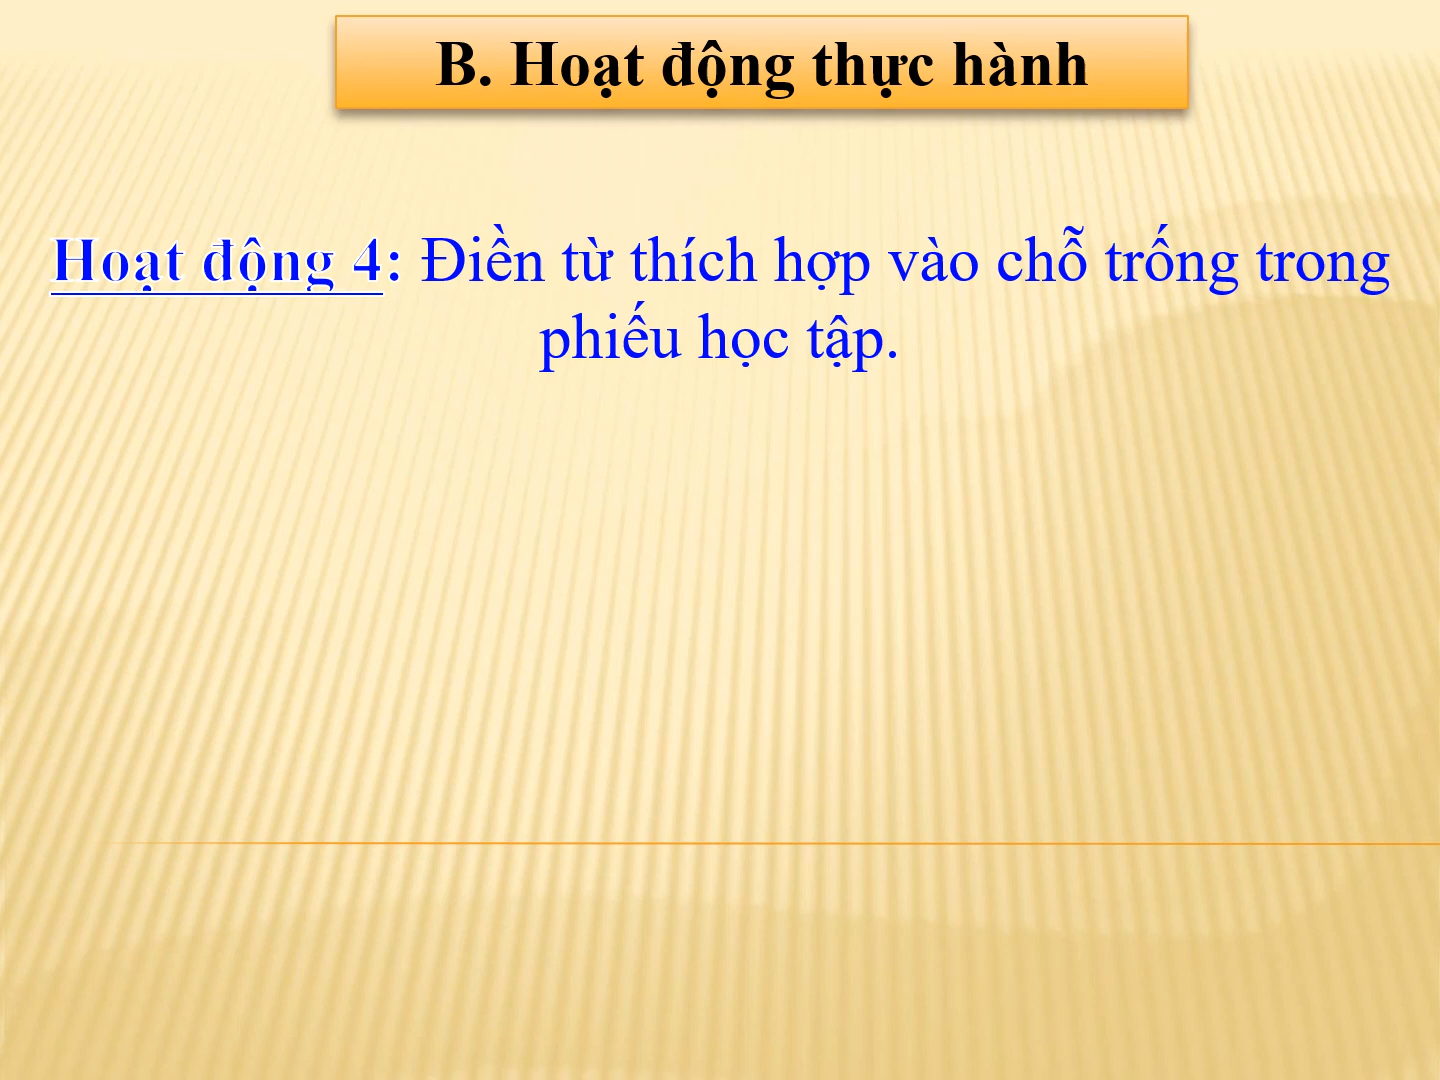 B. Hoạt động thực hành
Hoạt động 4: Điền từ thích hợp vào chỗ trống trong
phiếu học tập.